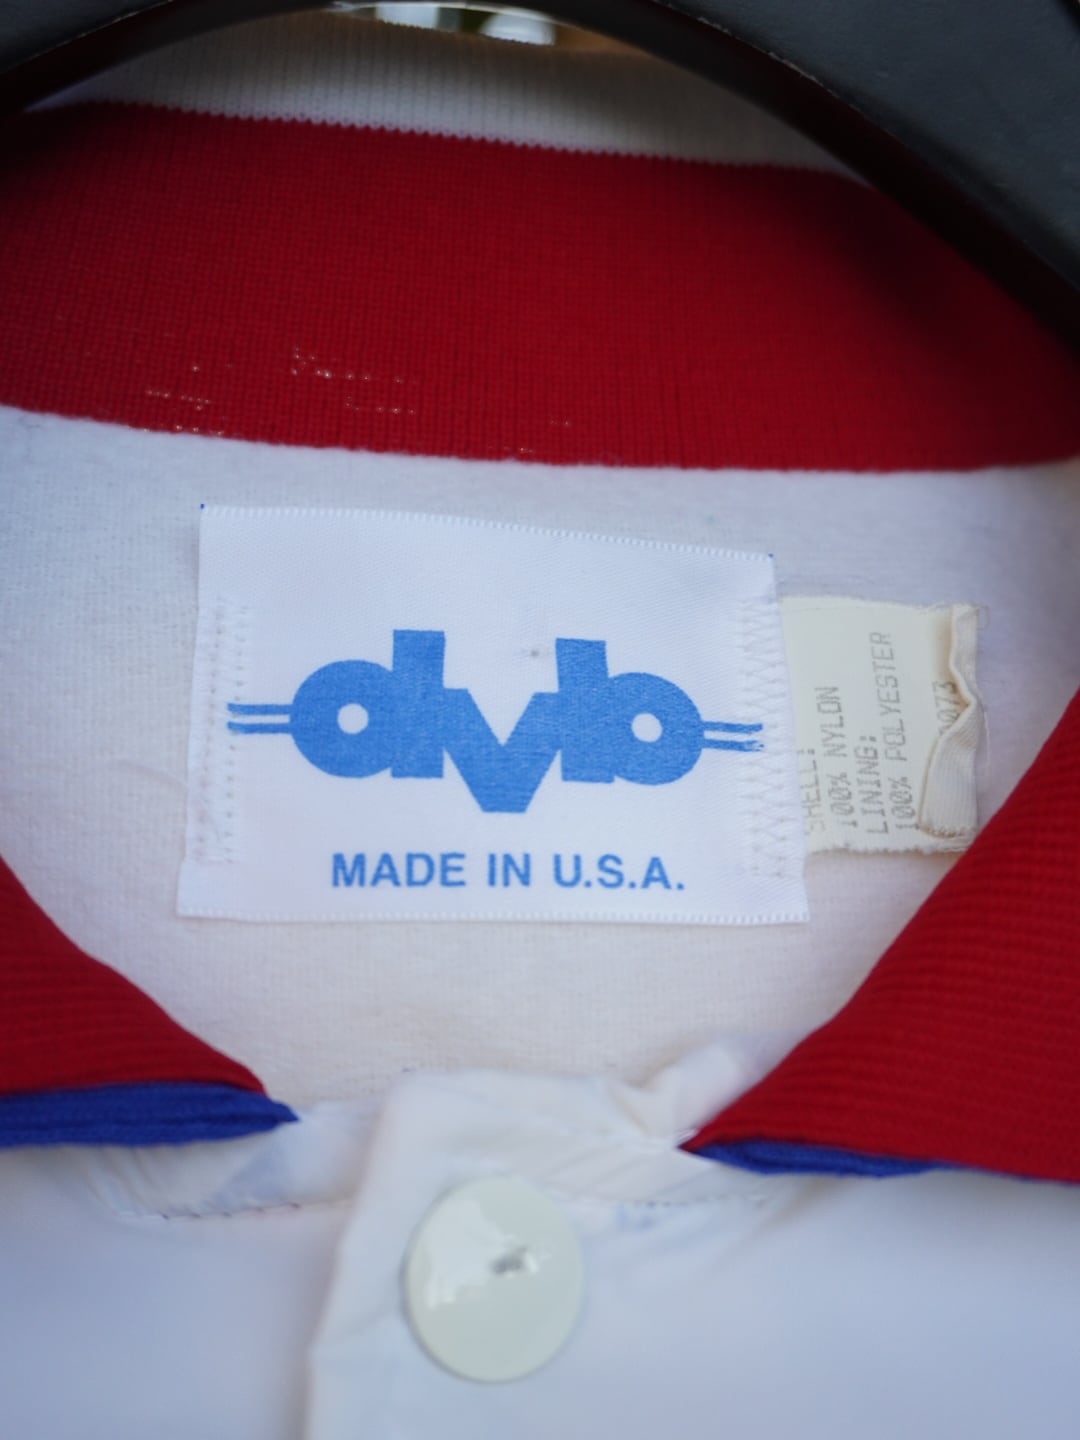 dvb
MADE IN U.S.A.
SHELL:
100% NYLON
LINING:
100% POLYESTER